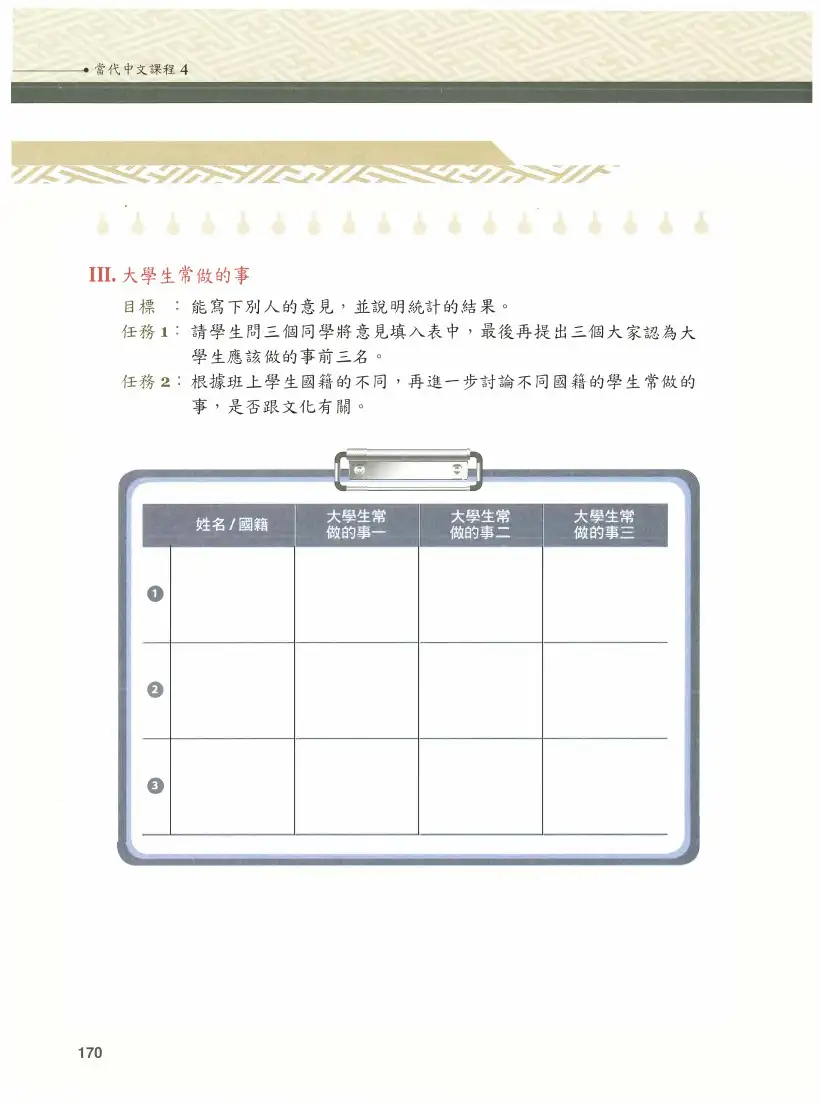 當代中文課程 4
III. 大學生常做的事
目標 ： 能寫下別人的意見，並說明統計的結果。
任務 1： 請學生問三個同學將意見填入表中，最後再提出三個大家認為大
學生應該做的事前三名。
任務 2： 根據班上學生國籍的不同，再進一步討論不同國籍的學生常做的
事，是否跟文化有關。
姓名 / 國籍
大學生常
做的事一
大學生常
做的事二
大學生常
做的事三
1
2
3
170